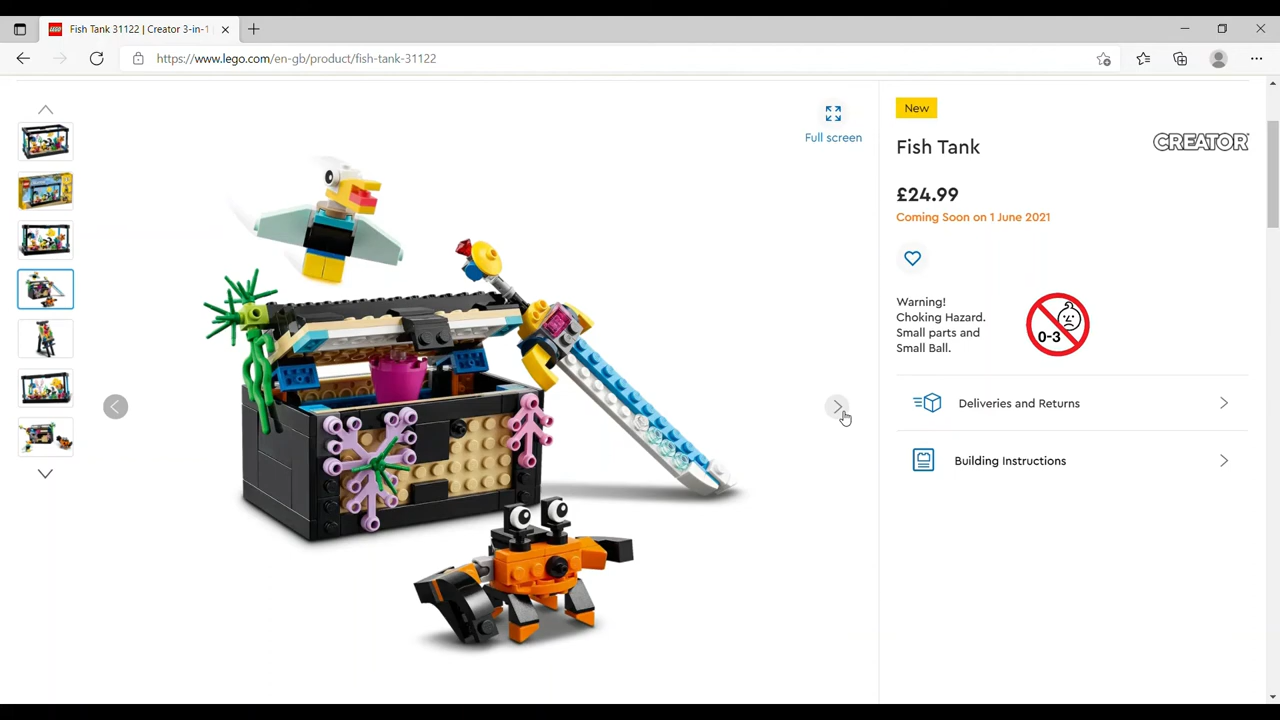 Fish Tank 31122 | Creator 3-in-1
https://www.lego.com/en-gb/product/fish-tank-31122
Full screen
New
Fish Tank
CREATOR
£24.99
Coming Soon on 1 June 2021
Warning!
Choking Hazard.
Small parts and
Small Ball.
0-3
Deliveries and Returns
Building Instructions